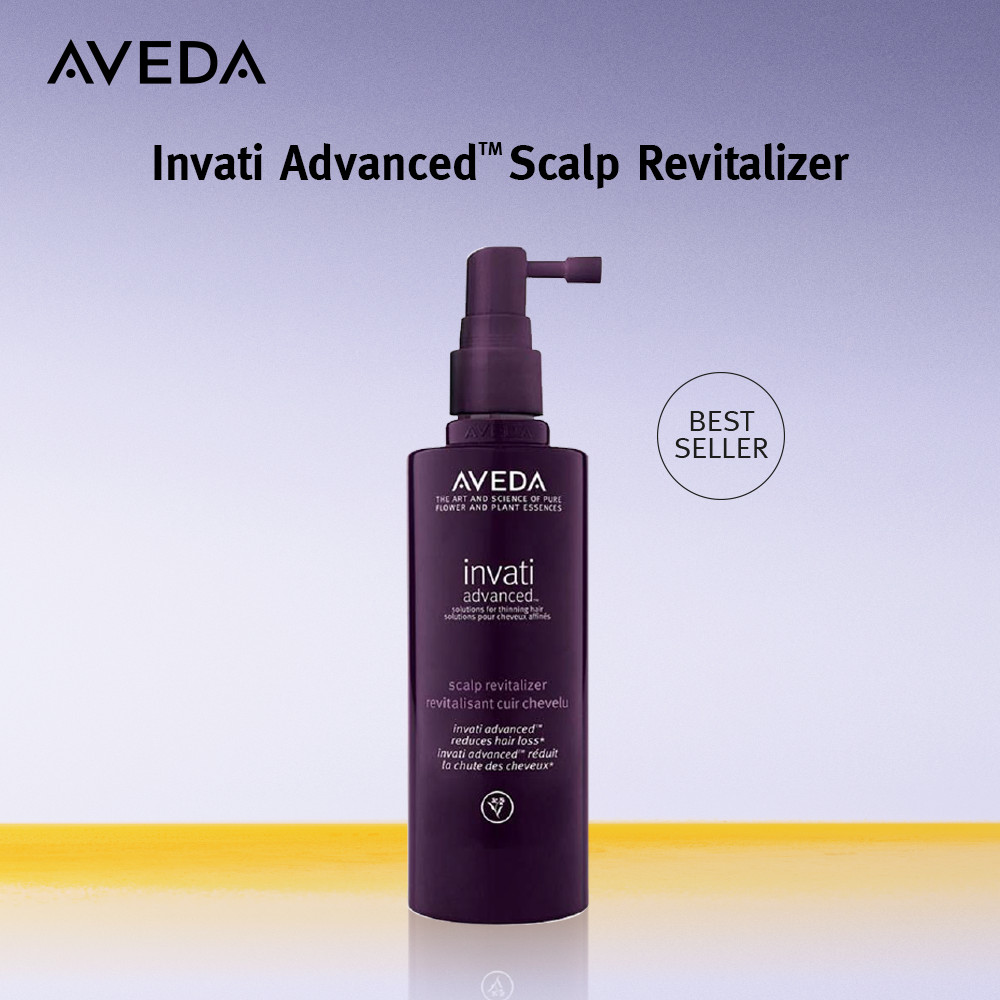 AVEDA
Invati Advanced™ Scalp Revitalizer
BEST
SELLER
AVEDA
AVEDA
THE ART AND SCIENCE OF PURE
FLOWER AND PLANT ESSENCES
invati
advanced™
solutions for thinning hair
solutions pour cheveux affinés
scalp revitalizer
revitalisant cuir chevelu
invati advanced™
reduces hair loss*
invati advanced™ réduit
la chute des cheveux*